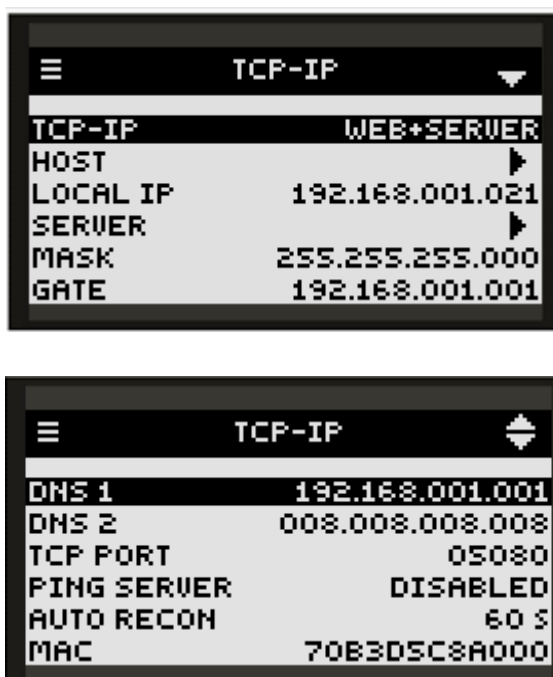 TCP-IP
TCP-IP WEB+SERVER
HOST
LOCAL IP 192.168.001.021
SERVER
MASK 255.255.255.000
GATE 192.168.001.001
TCP-IP
DNS 1 192.168.001.001
DNS 2 008.008.008.008
TCP PORT 05080
PING SERVER DISABLED
AUTO RECON 60 S
MAC 70B3D5C8A000